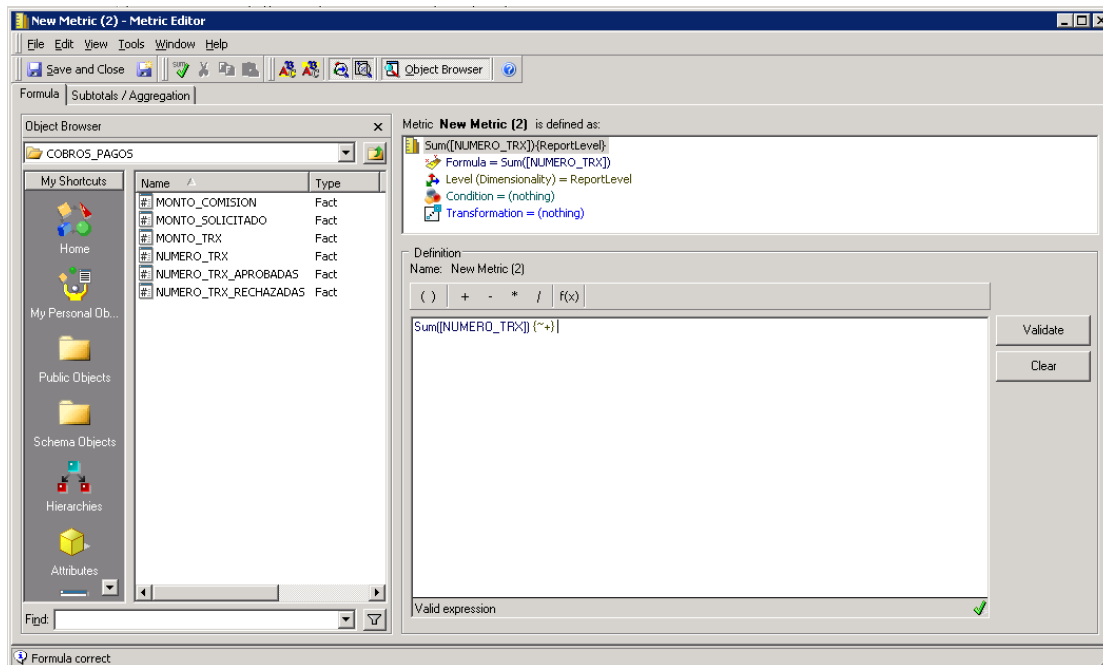 New Metric (2) - Metric Editor
File Edit View Tools Window Help
Save and Close Object Browser
Formula Subtotals / Aggregation
Object Browser
COBROS_PAGOS
My Shortcuts
Home
My Personal Ob...
Public Objects
Schema Objects
Hierarchies
Attributes
Name Type
MONTO_COMISION Fact
MONTO_SOLICITADO Fact
MONTO_TRX Fact
NUMERO_TRX Fact
NUMERO_TRX_APROBADAS Fact
NUMERO_TRX_RECHAZADAS Fact
Find:
Metric New Metric (2) is defined as:
Sum([NUMERO_TRX]){ReportLevel}
Formula = Sum([NUMERO_TRX])
Level (Dimensionality) = ReportLevel
Condition = (nothing)
Transformation = (nothing)
Definition
Name: New Metric (2)
( ) + - * / f(x)
Sum([NUMERO_TRX]) {~+}
Validate
Clear
Valid expression
Formula correct